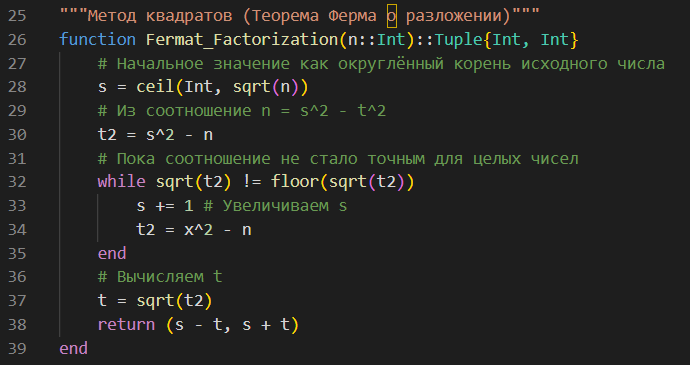 25 """Метод квадратов (Теорема Ферма о разложении)"""
26 function Fermat_Factorization(n::Int)::Tuple{Int, Int}
27     # Начальное значение как округлённый корень исходного числа
28     s = ceil(Int, sqrt(n))
29     # Из соотношение n = s^2 - t^2
30     t2 = s^2 - n
31     # Пока соотношение не стало точным для целых чисел
32     while sqrt(t2) != floor(sqrt(t2))
33         s += 1 # Увеличиваем s
34         t2 = x^2 - n
35     end
36     # Вычисляем t
37     t = sqrt(t2)
38     return (s - t, s + t)
39 end